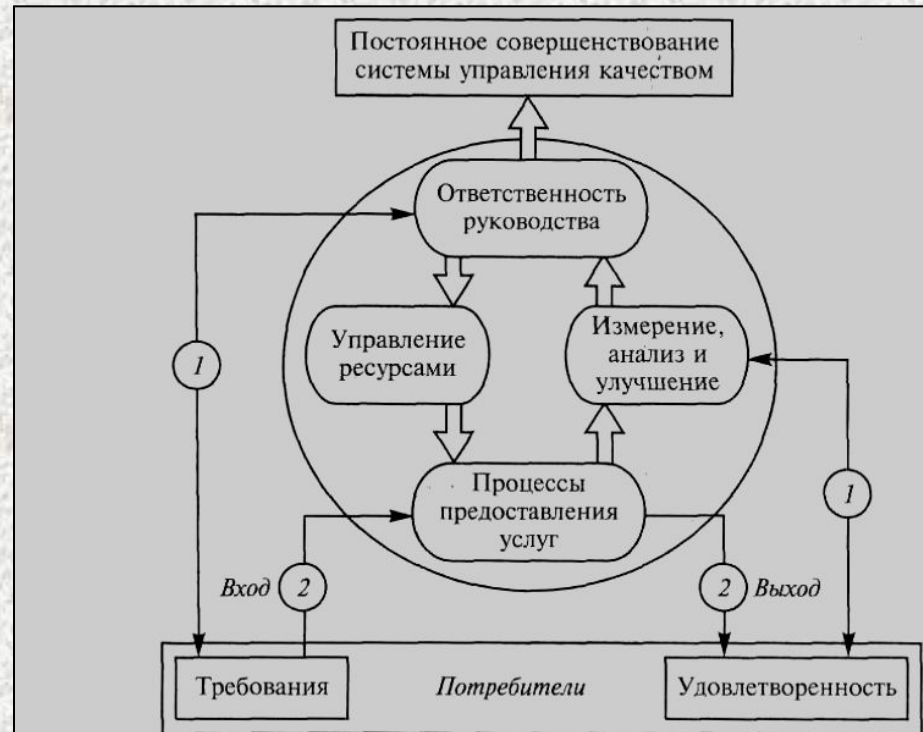 Постоянное совершенствование
системы управления качеством
Ответственность
руководства
Управление
ресурсами
Измерение,
анализ и
улучшение
1
1
Процессы
предоставления
услуг
Вход 2
2 Выход
Требования
Потребители
Удовлетворенность